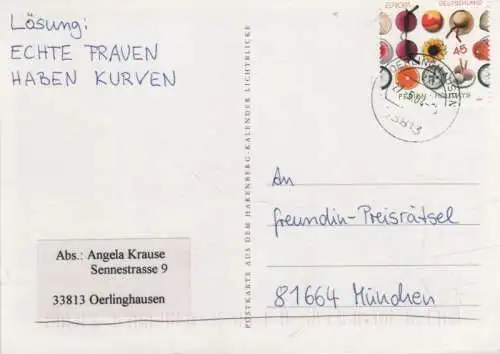 Lösung:
ECHTE FRAUEN
HABEN KURVEN
Abs.: Angela Krause
Sennestrasse 9
33813 Oerlinghausen
POSTKARTE AUS DEM HARENBERG-KALENDER LICHTBLICKE
DEUTSCHLAND
45
An
freundin-Preisrätsel
81664 München